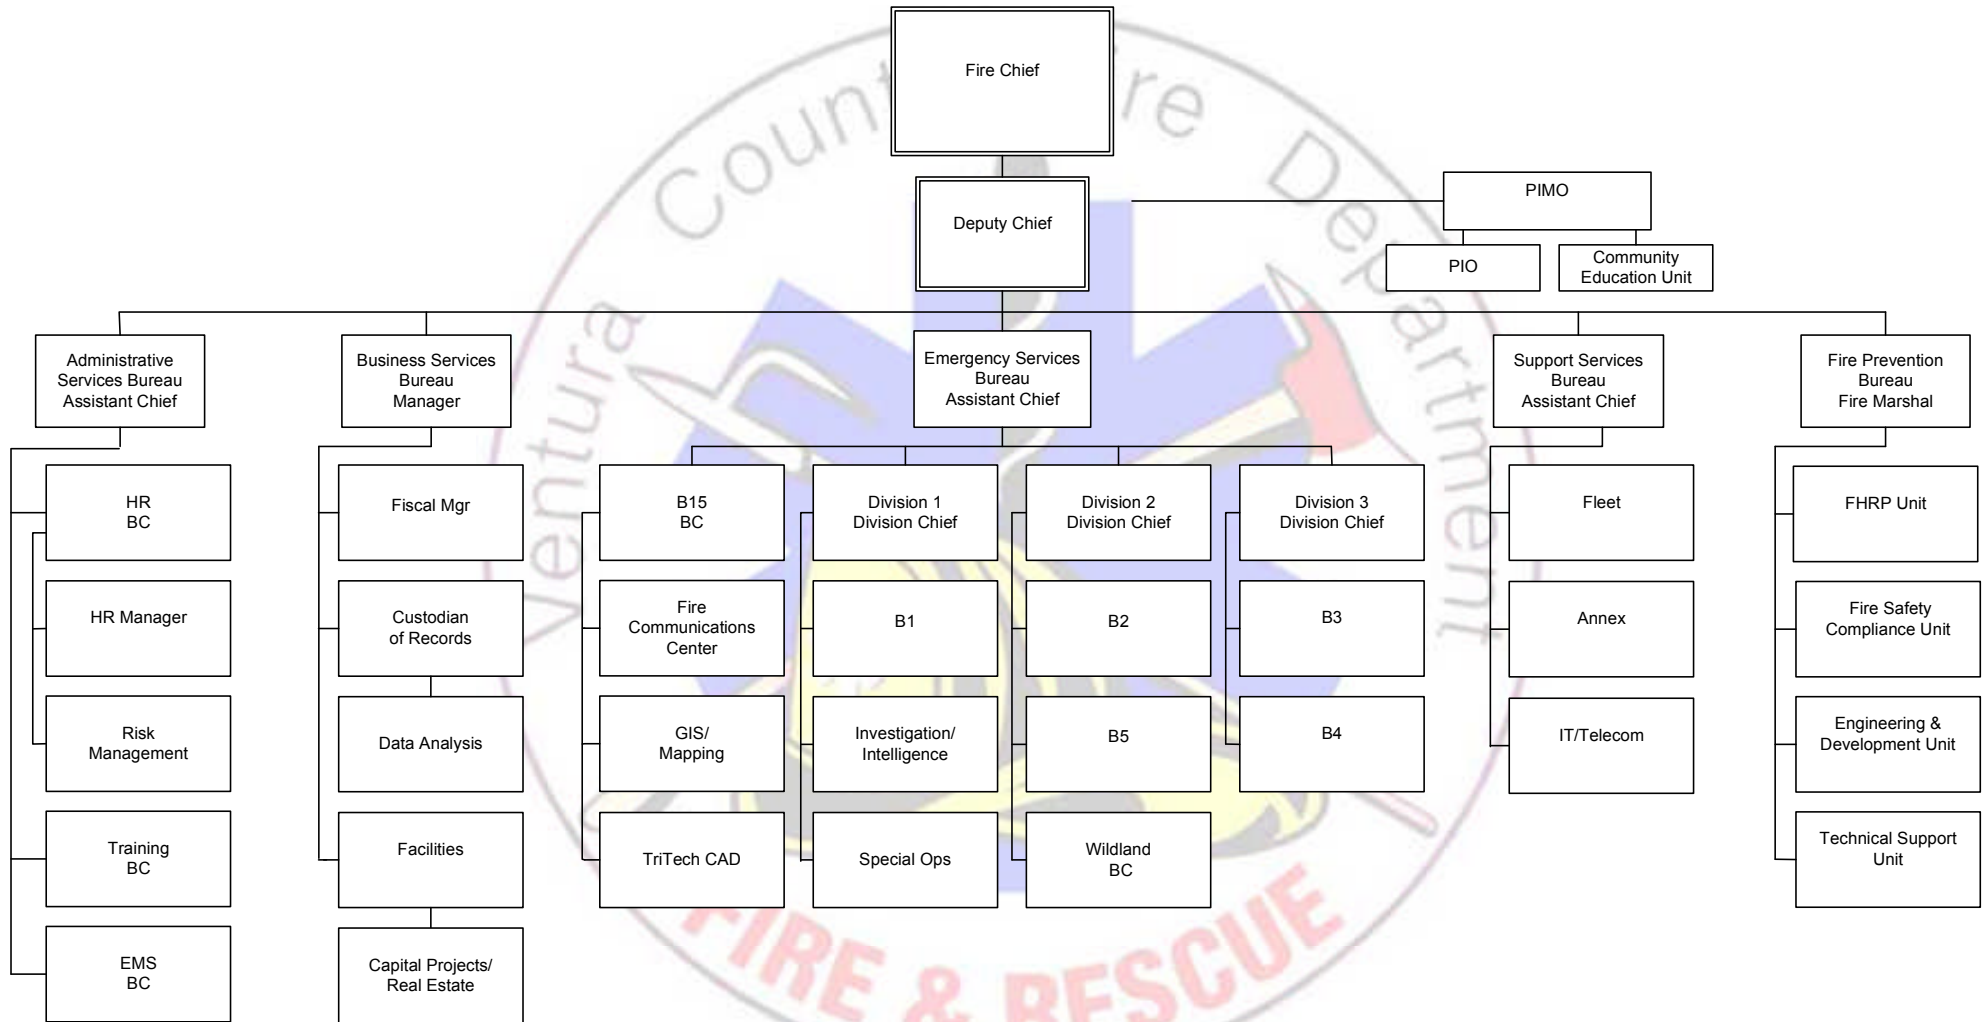 Ventura County Fire Department
Fire Chief
Deputy Chief
PIMO
PIO
Community
Education Unit
Administrative
Services Bureau
Assistant Chief
Business Services
Bureau
Manager
Emergency Services
Bureau
Assistant Chief
Support Services
Bureau
Assistant Chief
Fire Prevention
Bureau
Fire Marshal
HR
BC
HR Manager
Risk
Management
Training
BC
EMS
BC
Fiscal Mgr
Custodian
of Records
Data Analysis
Facilities
Capital Projects/
Real Estate
B15
BC
Fire
Communications
Center
GIS/
Mapping
TriTech CAD
Division 1
Division Chief
B1
Investigation/
Intelligence
Special Ops
Division 2
Division Chief
B2
B5
Wildland
BC
Division 3
Division Chief
B3
B4
Fleet
Annex
IT/Telecom
FHRP Unit
Fire Safety
Compliance Unit
Engineering &
Development Unit
Technical Support
Unit
FIRE & RESCUE